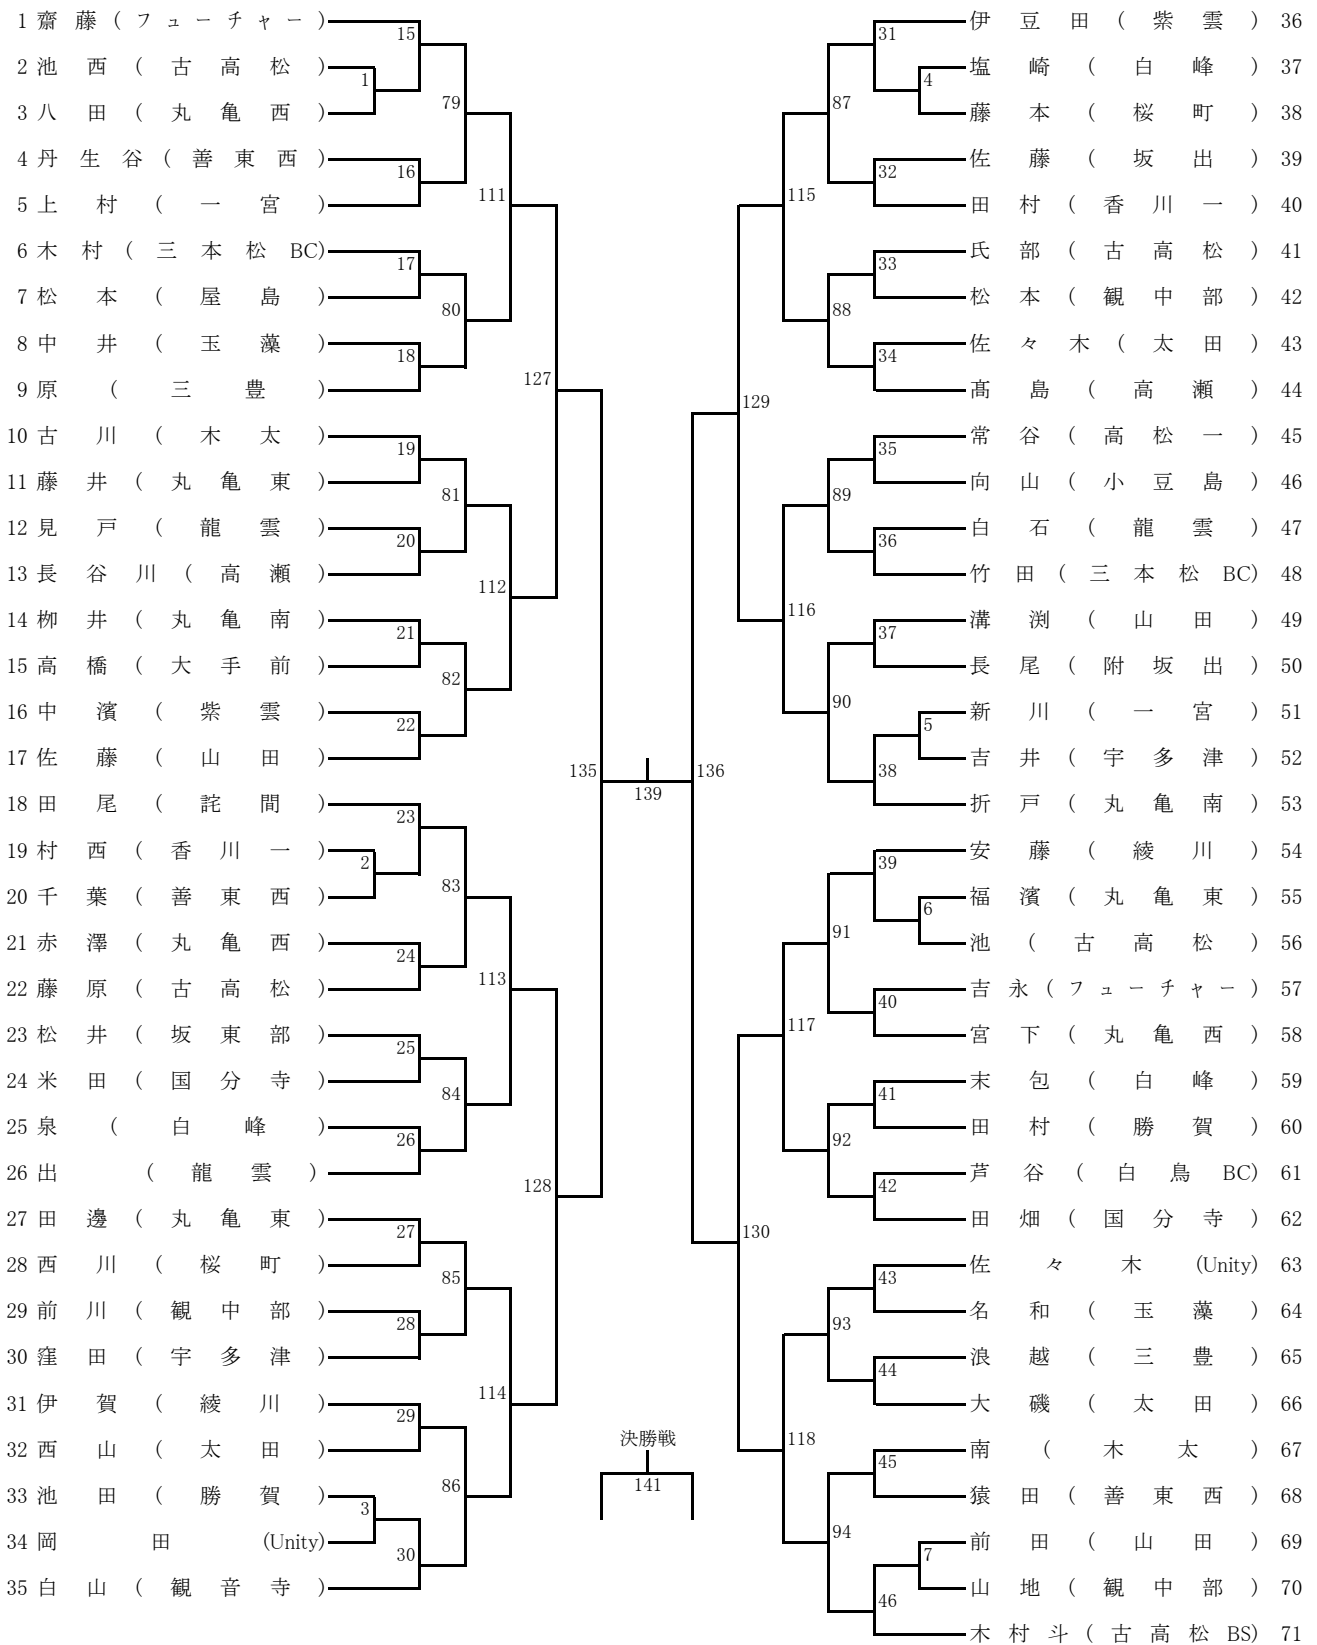 1 齋藤(フューチャー)
2 池西(古高松)
3 八田(丸亀西)
4 丹生谷(善東西)
5 上村(一宮)
6 木村(三本松BC)
7 松本(屋島)
8 中井(玉藻)
9 原(三豊)
10 古川(木太)
11 藤井(丸亀東)
12 見戸(龍雲)
13 長谷川(高瀬)
14 栁井(丸亀南)
15 高橋(大手前)
16 中濱(紫雲)
17 佐藤(山田)
18 田尾(詫間)
19 村西(香川一)
20 千葉(善東西)
21 赤澤(丸亀西)
22 藤原(古高松)
23 松井(坂東部)
24 米田(国分寺)
25 泉(白峰)
26 出(龍雲)
27 田邊(丸亀東)
28 西川(桜町)
29 前川(観中部)
30 窪田(宇多津)
31 伊賀(綾川)
32 西山(太田)
33 池田(勝賀)
34 岡田(Unity)
35 白山(観音寺)
1
2
3
15
16
17
18
19
20
21
22
23
24
25
26
27
28
29
30
79
80
81
82
83
84
85
86
111
112
113
114
127
128
135
139
136
決勝戦
141
129
130
115
116
117
118
87
88
89
90
91
92
93
94
31
32
33
34
35
36
37
38
39
40
41
42
43
44
45
46
4
5
6
7
伊豆田(紫雲) 36
塩崎(白峰) 37
藤本(桜町) 38
佐藤(坂出) 39
田村(香川一) 40
氏部(古高松) 41
松本(観中部) 42
佐々木(太田) 43
髙島(高瀬) 44
常谷(高松一) 45
向山(小豆島) 46
白石(龍雲) 47
竹田(三本松BC) 48
溝渕(山田) 49
長尾(附坂出) 50
新川(一宮) 51
吉井(宇多津) 52
折戸(丸亀南) 53
安藤(綾川) 54
福濱(丸亀東) 55
池(古高松) 56
吉永(フューチャー) 57
宮下(丸亀西) 58
末包(白峰) 59
田村(勝賀) 60
芦谷(白鳥BC) 61
田畑(国分寺) 62
佐々木(Unity) 63
名和(玉藻) 64
浪越(三豊) 65
大磯(太田) 66
南(木太) 67
猿田(善東西) 68
前田(山田) 69
山地(観中部) 70
木村斗(古高松BS) 71